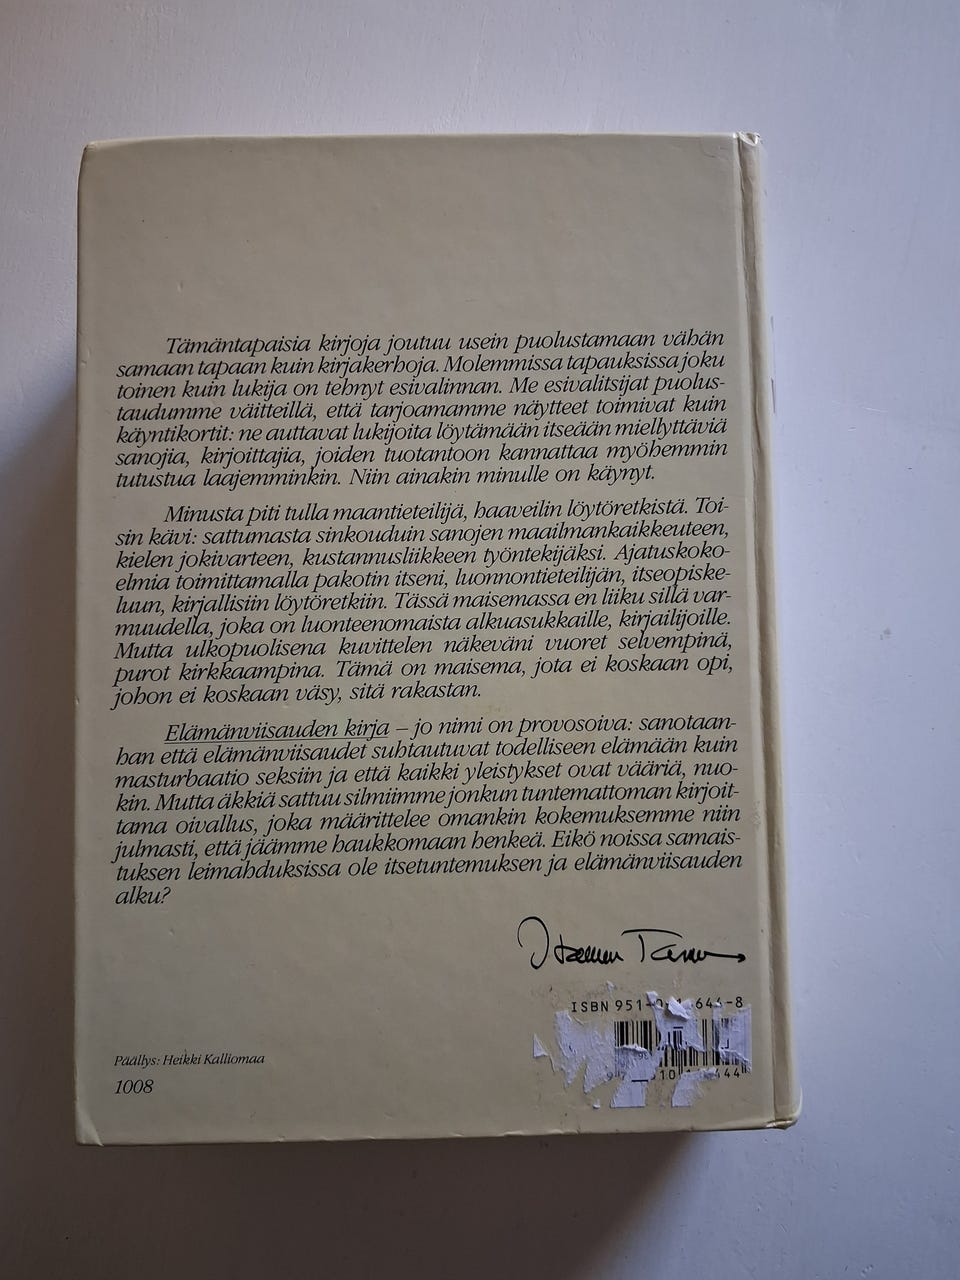 Tämäntapaisia kirjoja joutuu usein puolustamaan vähän
samaan tapaan kuin kirjakerhoja. Molemmissa tapauksissa joku
toinen kuin lukija on tehnyt esivalinnan. Me esivalitsijat puolus-
taudumme väitteillä, että tarjoamamme näytteet toimivat kuin
käyntikortit: ne auttavat lukijoita löytämään itseään miellyttäviä
sanojia, kirjoittajia, joiden tuotantoon kannattaa myöhemmin
tutustua laajemminkin. Niin ainakin minulle on käynyt.
Minusta piti tulla maantieteilijä, haaveilin löytöretkistä. Toi-
sin kävi: sattumasta sinkouduin sanojen maailmankaikkeuteen,
kielen jokivarteen, kustannusliikkeen työntekijäksi. Ajatuskoko-
elmia toimittamalla pakotin itseni, luonnontieteilijän, itseopiske-
luun, kirjallisiin löytöretkiin. Tässä maisemassa en liiku sillä var-
muudella, joka on luonteenomaista alkuasukkaille, kirjailijoille.
Mutta ulkopuolisena kuvittelen näkeväni vuoret selvempinä,
purot kirkkaampina. Tämä on maisema, jota ei koskaan opi,
johon ei koskaan väsy, sitä rakastan.
Elämänviisauden kirja – jo nimi on provosoiva: sanotaan-
han että elämänviisaudet suhtautuvat todelliseen elämään kuin
masturbaatio seksiin ja että kaikki yleistykset ovat vääriä, nuo-
kin. Mutta äkkiä sattuu silmiimme jonkun tuntemattoman kirjoit-
tama oivallus, joka määrittelee omankin kokemuksemme niin
julmasti, että jäämme haukkomaan henkeä. Eikö noissa samais-
tuksen leimahduksissa ole itsetuntemuksen ja elämänviisauden
alku?
ISBN 951-
Päällys: Heikki Kalliomaa
1008